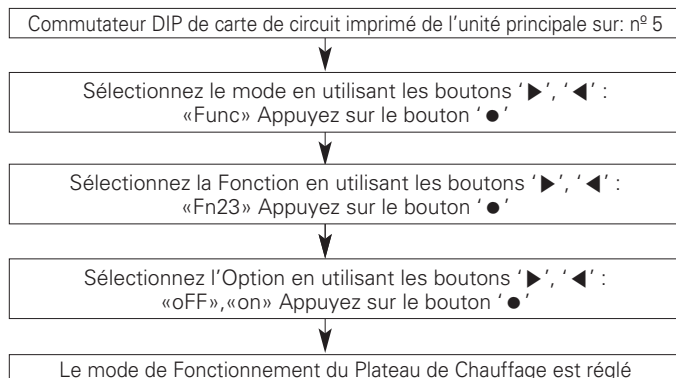 Commutateur DIP de carte de circuit imprimé de l'unité principale sur: nº 5
Sélectionnez le mode en utilisant les boutons ‘▶’, ‘◀’ :
«Func» Appuyez sur le bouton ‘●’
Sélectionnez la Fonction en utilisant les boutons ‘▶’, ‘◀’ :
«Fn23» Appuyez sur le bouton ‘●’
Sélectionnez l'Option en utilisant les boutons ‘▶’, ‘◀’ :
«oFF»,«on» Appuyez sur le bouton ‘●’
Le mode de Fonctionnement du Plateau de Chauffage est réglé